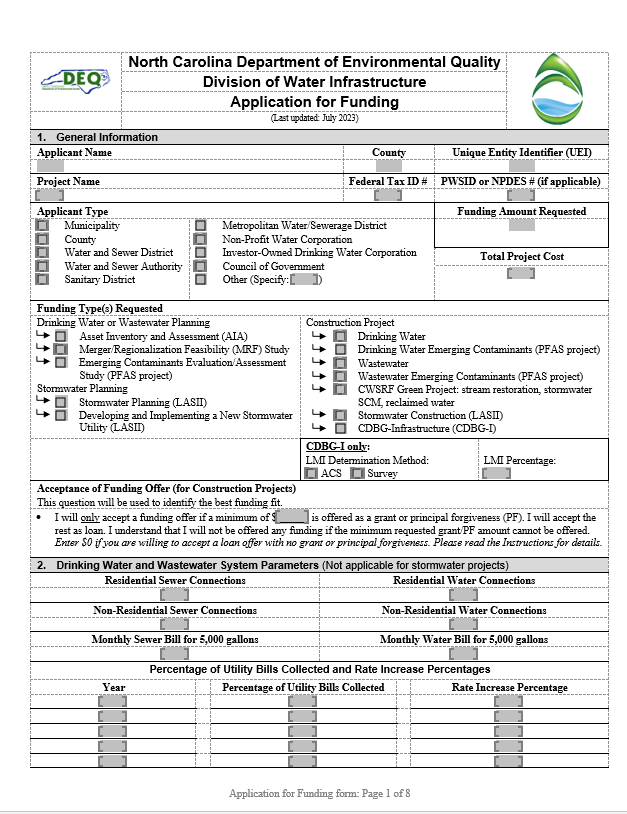 DEQ
North Carolina Department of Environmental Quality
Division of Water Infrastructure
Application for Funding
(Last updated: July 2023)
1. General Information
Applicant Name County Unique Entity Identifier (UEI)
Project Name Federal Tax ID # PWSID or NPDES # (if applicable)
Applicant Type
Municipality
County
Water and Sewer District
Water and Sewer Authority
Sanitary District
Metropolitan Water/Sewerage District
Non-Profit Water Corporation
Investor-Owned Drinking Water Corporation
Council of Government
Other (Specify: )
Funding Amount Requested
Total Project Cost
Funding Type(s) Requested
Drinking Water or Wastewater Planning
Asset Inventory and Assessment (AIA)
Merger/Regionalization Feasibility (MRF) Study
Emerging Contaminants Evaluation/Assessment
Study (PFAS project)
Stormwater Planning
Stormwater Planning (LASII)
Developing and Implementing a New Stormwater
Utility (LASII)
Construction Project
Drinking Water
Drinking Water Emerging Contaminants (PFAS project)
Wastewater
Wastewater Emerging Contaminants (PFAS project)
CWSRF Green Project: stream restoration, stormwater
SCM, reclaimed water
Stormwater Construction (LASII)
CDBG-Infrastructure (CDBG-I)
CDBG-I only:
LMI Determination Method: LMI Percentage:
ACS Survey
Acceptance of Funding Offer (for Construction Projects)
This question will be used to identify the best funding fit.
• I will only accept a funding offer if a minimum of $ is offered as a grant or principal forgiveness (PF). I will accept the
rest as loan. I understand that I will not be offered any funding if the minimum requested grant/PF amount cannot be offered.
Enter $0 if you are willing to accept a loan offer with no grant or principal forgiveness. Please read the Instructions for details.
2. Drinking Water and Wastewater System Parameters (Not applicable for stormwater projects)
Residential Sewer Connections Residential Water Connections
Non-Residential Sewer Connections Non-Residential Water Connections
Monthly Sewer Bill for 5,000 gallons Monthly Water Bill for 5,000 gallons
Percentage of Utility Bills Collected and Rate Increase Percentages
Year Percentage of Utility Bills Collected Rate Increase Percentage
Application for Funding form: Page 1 of 8